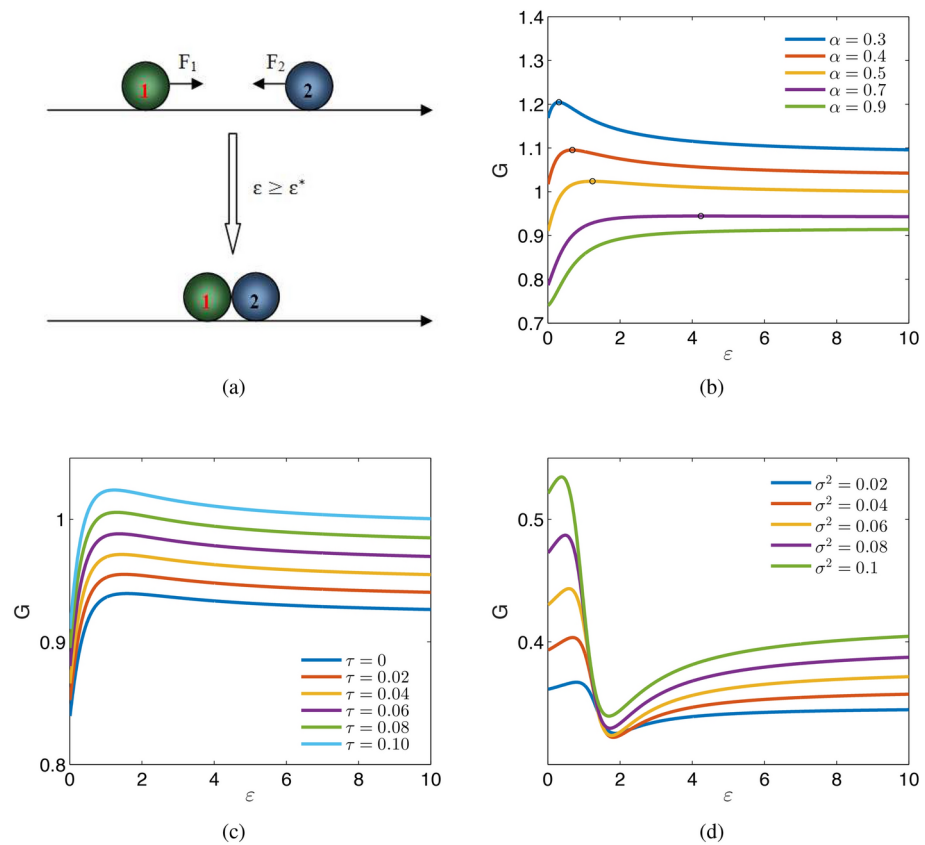 F₁
F₂
1
2
ε ≥ ε*
1
2
(a)
G
1.4
1.3
1.2
1.1
1
0.9
0.8
0.7
α = 0.3
α = 0.4
α = 0.5
α = 0.7
α = 0.9
0 2 4 6 8 10
ε
(b)
G
1
0.9
0.8
τ = 0
τ = 0.02
τ = 0.04
τ = 0.06
τ = 0.08
τ = 0.10
0 2 4 6 8 10
ε
(c)
G
0.5
0.4
σ² = 0.02
σ² = 0.04
σ² = 0.06
σ² = 0.08
σ² = 0.1
0 2 4 6 8 10
ε
(d)